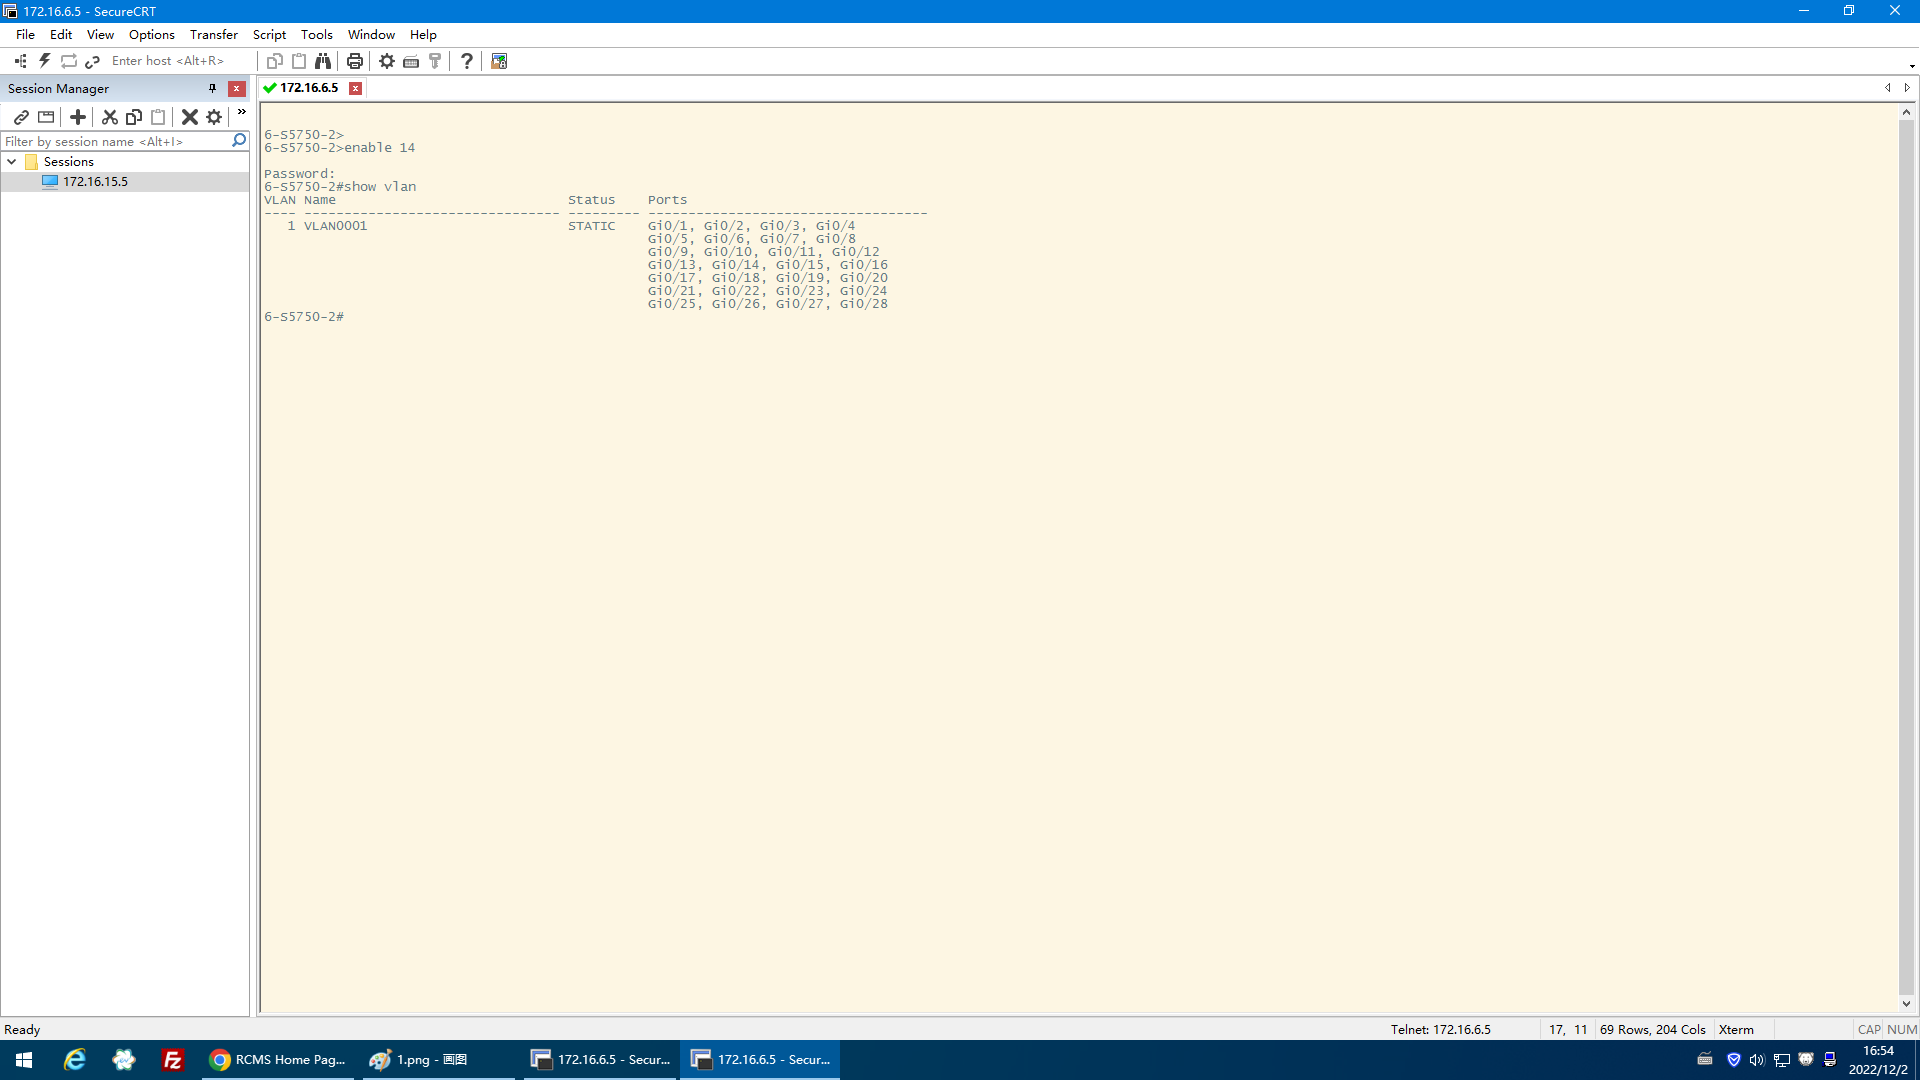 172.16.6.5 - SecureCRT
File Edit View Options Transfer Script Tools Window Help
Enter host <Alt+R>
Session Manager
172.16.6.5
Filter by session name <Alt+I>
Sessions
172.16.15.5
6-S5750-2>
6-S5750-2>enable 14
Password:
6-S5750-2#show vlan
VLAN Name Status Ports
---- -------------------------------- --------- -----------------------------------
1 VLAN0001 STATIC Gi0/1, Gi0/2, Gi0/3, Gi0/4
Gi0/5, Gi0/6, Gi0/7, Gi0/8
Gi0/9, Gi0/10, Gi0/11, Gi0/12
Gi0/13, Gi0/14, Gi0/15, Gi0/16
Gi0/17, Gi0/18, Gi0/19, Gi0/20
Gi0/21, Gi0/22, Gi0/23, Gi0/24
Gi0/25, Gi0/26, Gi0/27, Gi0/28
6-S5750-2#
Ready Telnet: 172.16.6.5 17, 11 69 Rows, 204 Cols Xterm CAP NUM
RCMS Home Pag... 1.png - 画图 172.16.6.5 - Secur... 172.16.6.5 - Secur... 16:54
2022/12/2